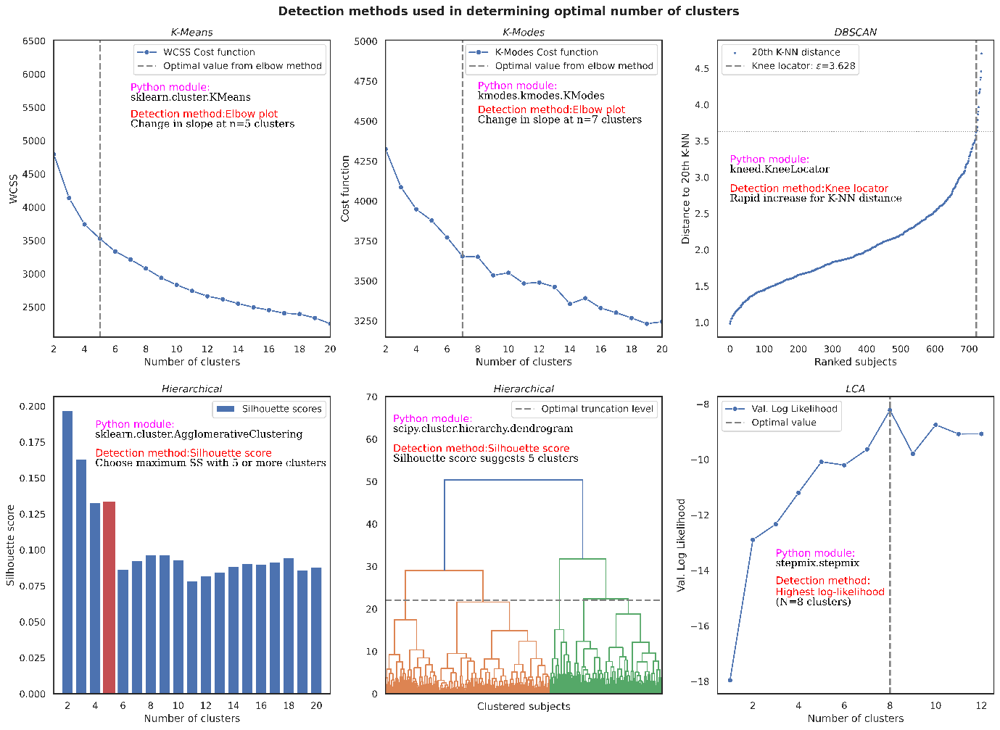 Detection methods used in determining optimal number of clusters
K-Means
6500
6000
5500
5000
4500
4000
3500
3000
2500
WCSS
WCSS Cost function
Optimal value from elbow method
Python module:
sklearn.cluster.KMeans
Detection method:Elbow plot
Change in slope at n=5 clusters
2 4 6 8 10 12 14 16 18 20
Number of clusters
K-Modes
5000
4750
4500
4250
4000
3750
3500
3250
Cost function
K-Modes Cost function
Optimal value from elbow method
Python module:
kmodes.kmodes.KModes
Detection method:Elbow plot
Change in slope at n=7 clusters
2 4 6 8 10 12 14 16 18 20
Number of clusters
DBSCAN
4.5
4.0
3.5
3.0
2.5
2.0
1.5
1.0
Distance to 20th K-NN
20th K-NN distance
Knee locator: ε=3.628
Python module:
kneed.KneeLocator
Detection method:Knee locator
Rapid increase for K-NN distance
0 100 200 300 400 500 600 700
Ranked subjects
Hierarchical
0.200
0.175
0.150
0.125
0.100
0.075
0.050
0.025
0.000
Silhouette score
Silhouette scores
Python module:
sklearn.cluster.AgglomerativeClustering
Detection method:Silhouette score
Choose maximum SS with 5 or more clusters
2 4 6 8 10 12 14 16 18 20
Number of clusters
Hierarchical
70
60
50
40
30
20
10
0
Optimal truncation level
Python module:
scipy.cluster.hierarchy.dendrogram
Detection method:Silhouette score
Silhouette score suggests 5 clusters
Clustered subjects
LCA
−8
−10
−12
−14
−16
−18
Val. Log Likelihood
Val. Log Likelihood
Optimal value
Python module:
stepmix.stepmix
Detection method:
Highest log-likelihood
(N=8 clusters)
2 4 6 8 10 12
Number of clusters